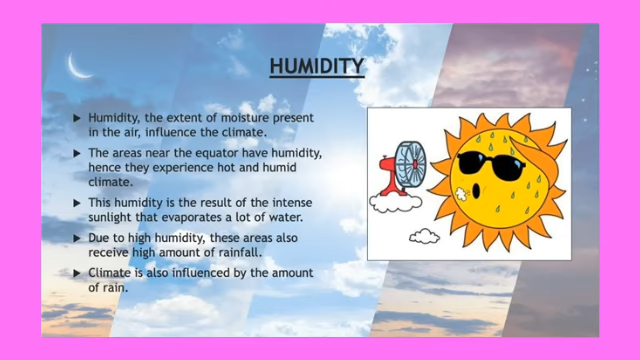 HUMIDITY
Humidity, the extent of moisture present
in the air, influence the climate.
The areas near the equator have humidity,
hence they experience hot and humid
climate.
This humidity is the result of the intense
sunlight that evaporates a lot of water.
Due to high humidity, these areas also
receive high amount of rainfall.
Climate is also influenced by the amount
of rain.